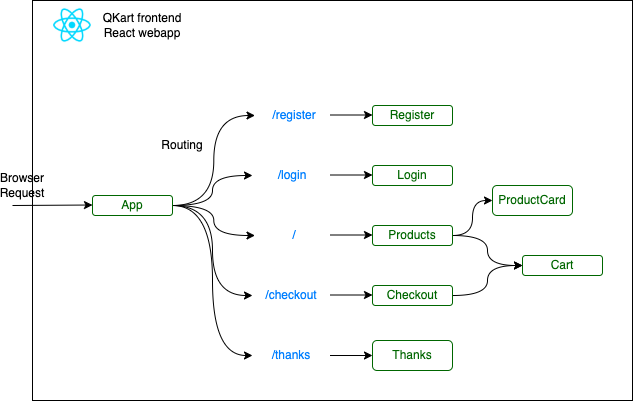 QKart frontend
React webapp
/register
Register
Routing
/login
Login
Browser
Request
ProductCard
App
/
Products
Cart
/checkout
Checkout
/thanks
Thanks